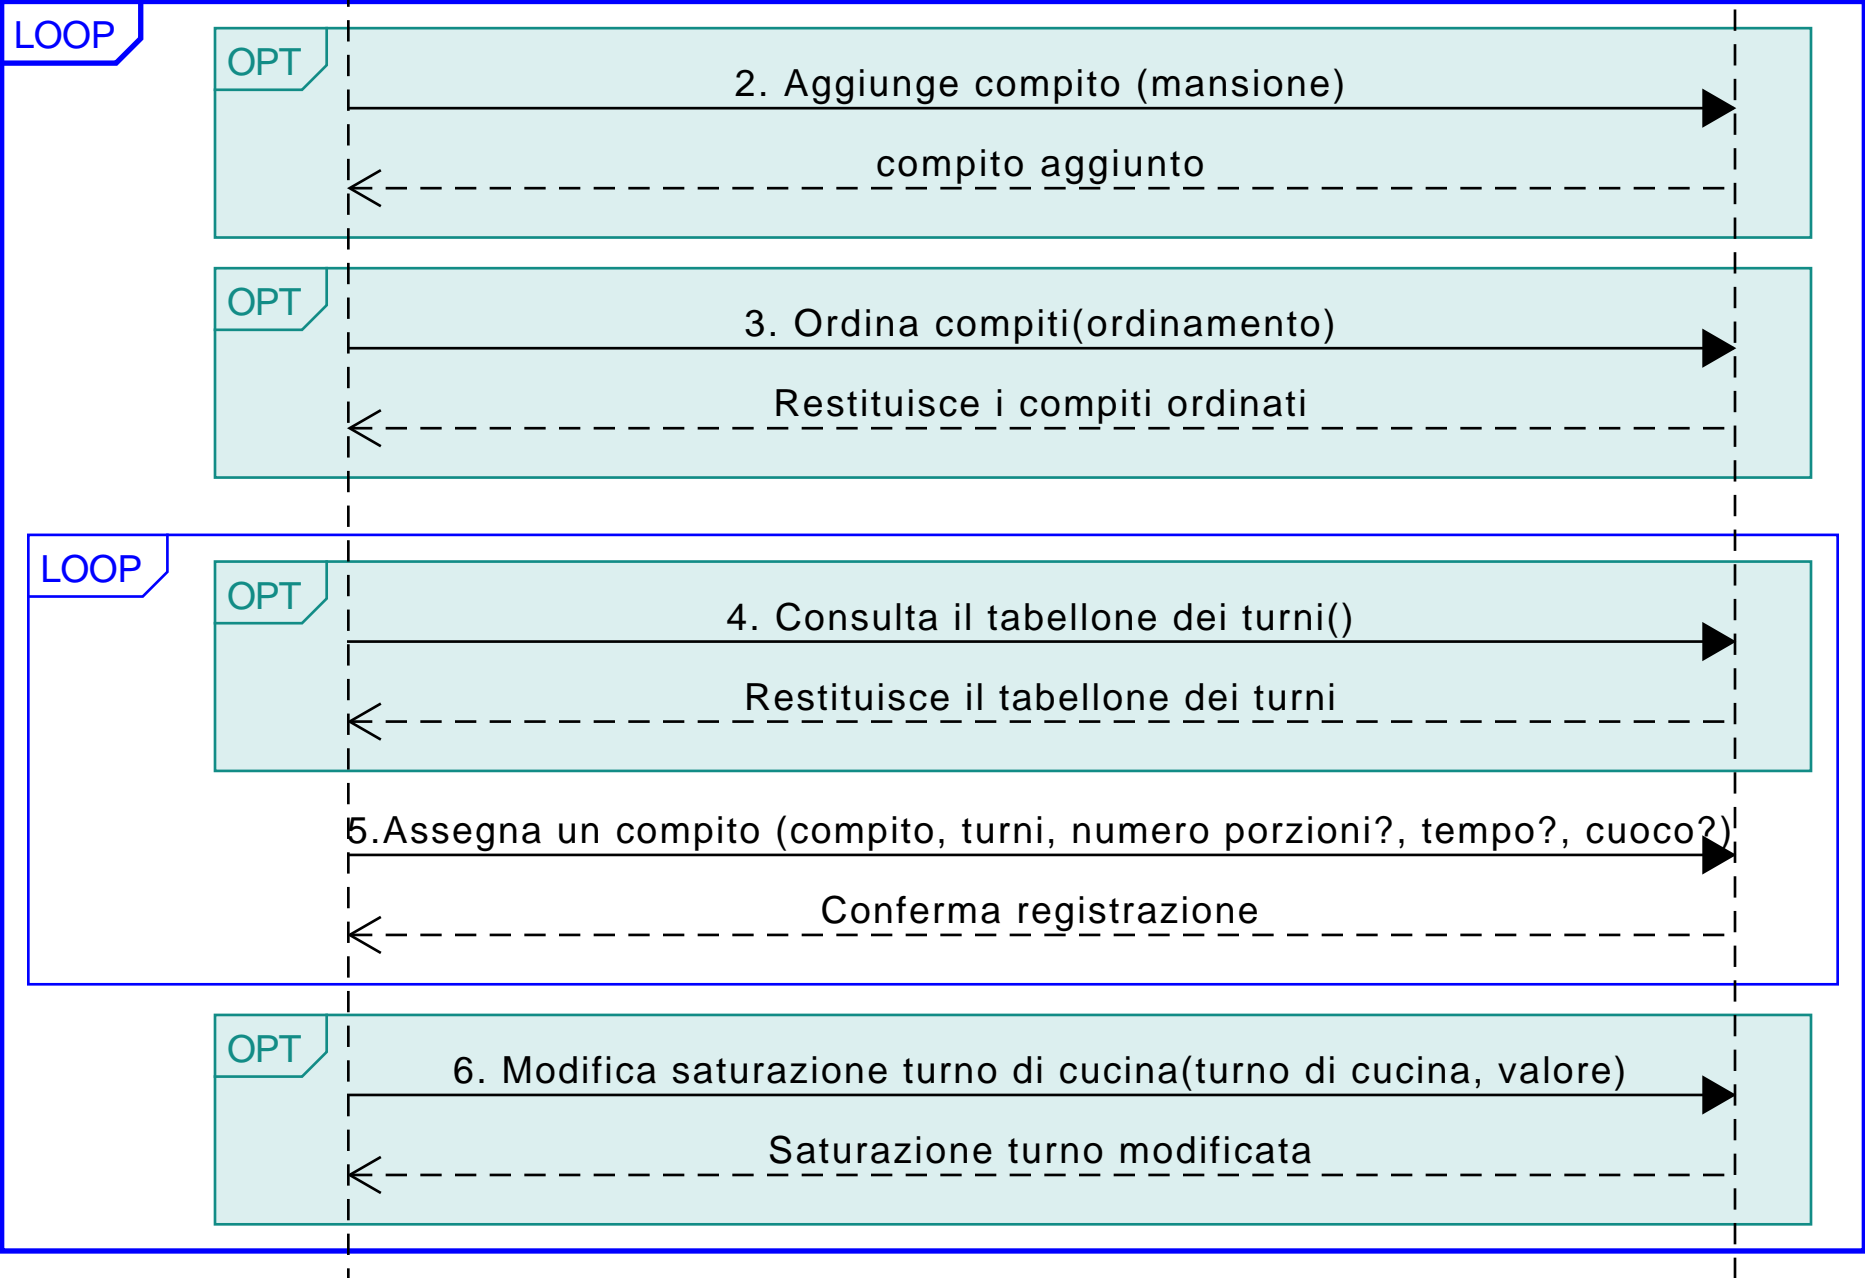 LOOP
OPT
2. Aggiunge compito (mansione)
compito aggiunto
OPT
3. Ordina compiti(ordinamento)
Restituisce i compiti ordinati
LOOP
OPT
4. Consulta il tabellone dei turni()
Restituisce il tabellone dei turni
5.Assegna un compito (compito, turni, numero porzioni?, tempo?, cuoco?)
Conferma registrazione
OPT
6. Modifica saturazione turno di cucina(turno di cucina, valore)
Saturazione turno modificata